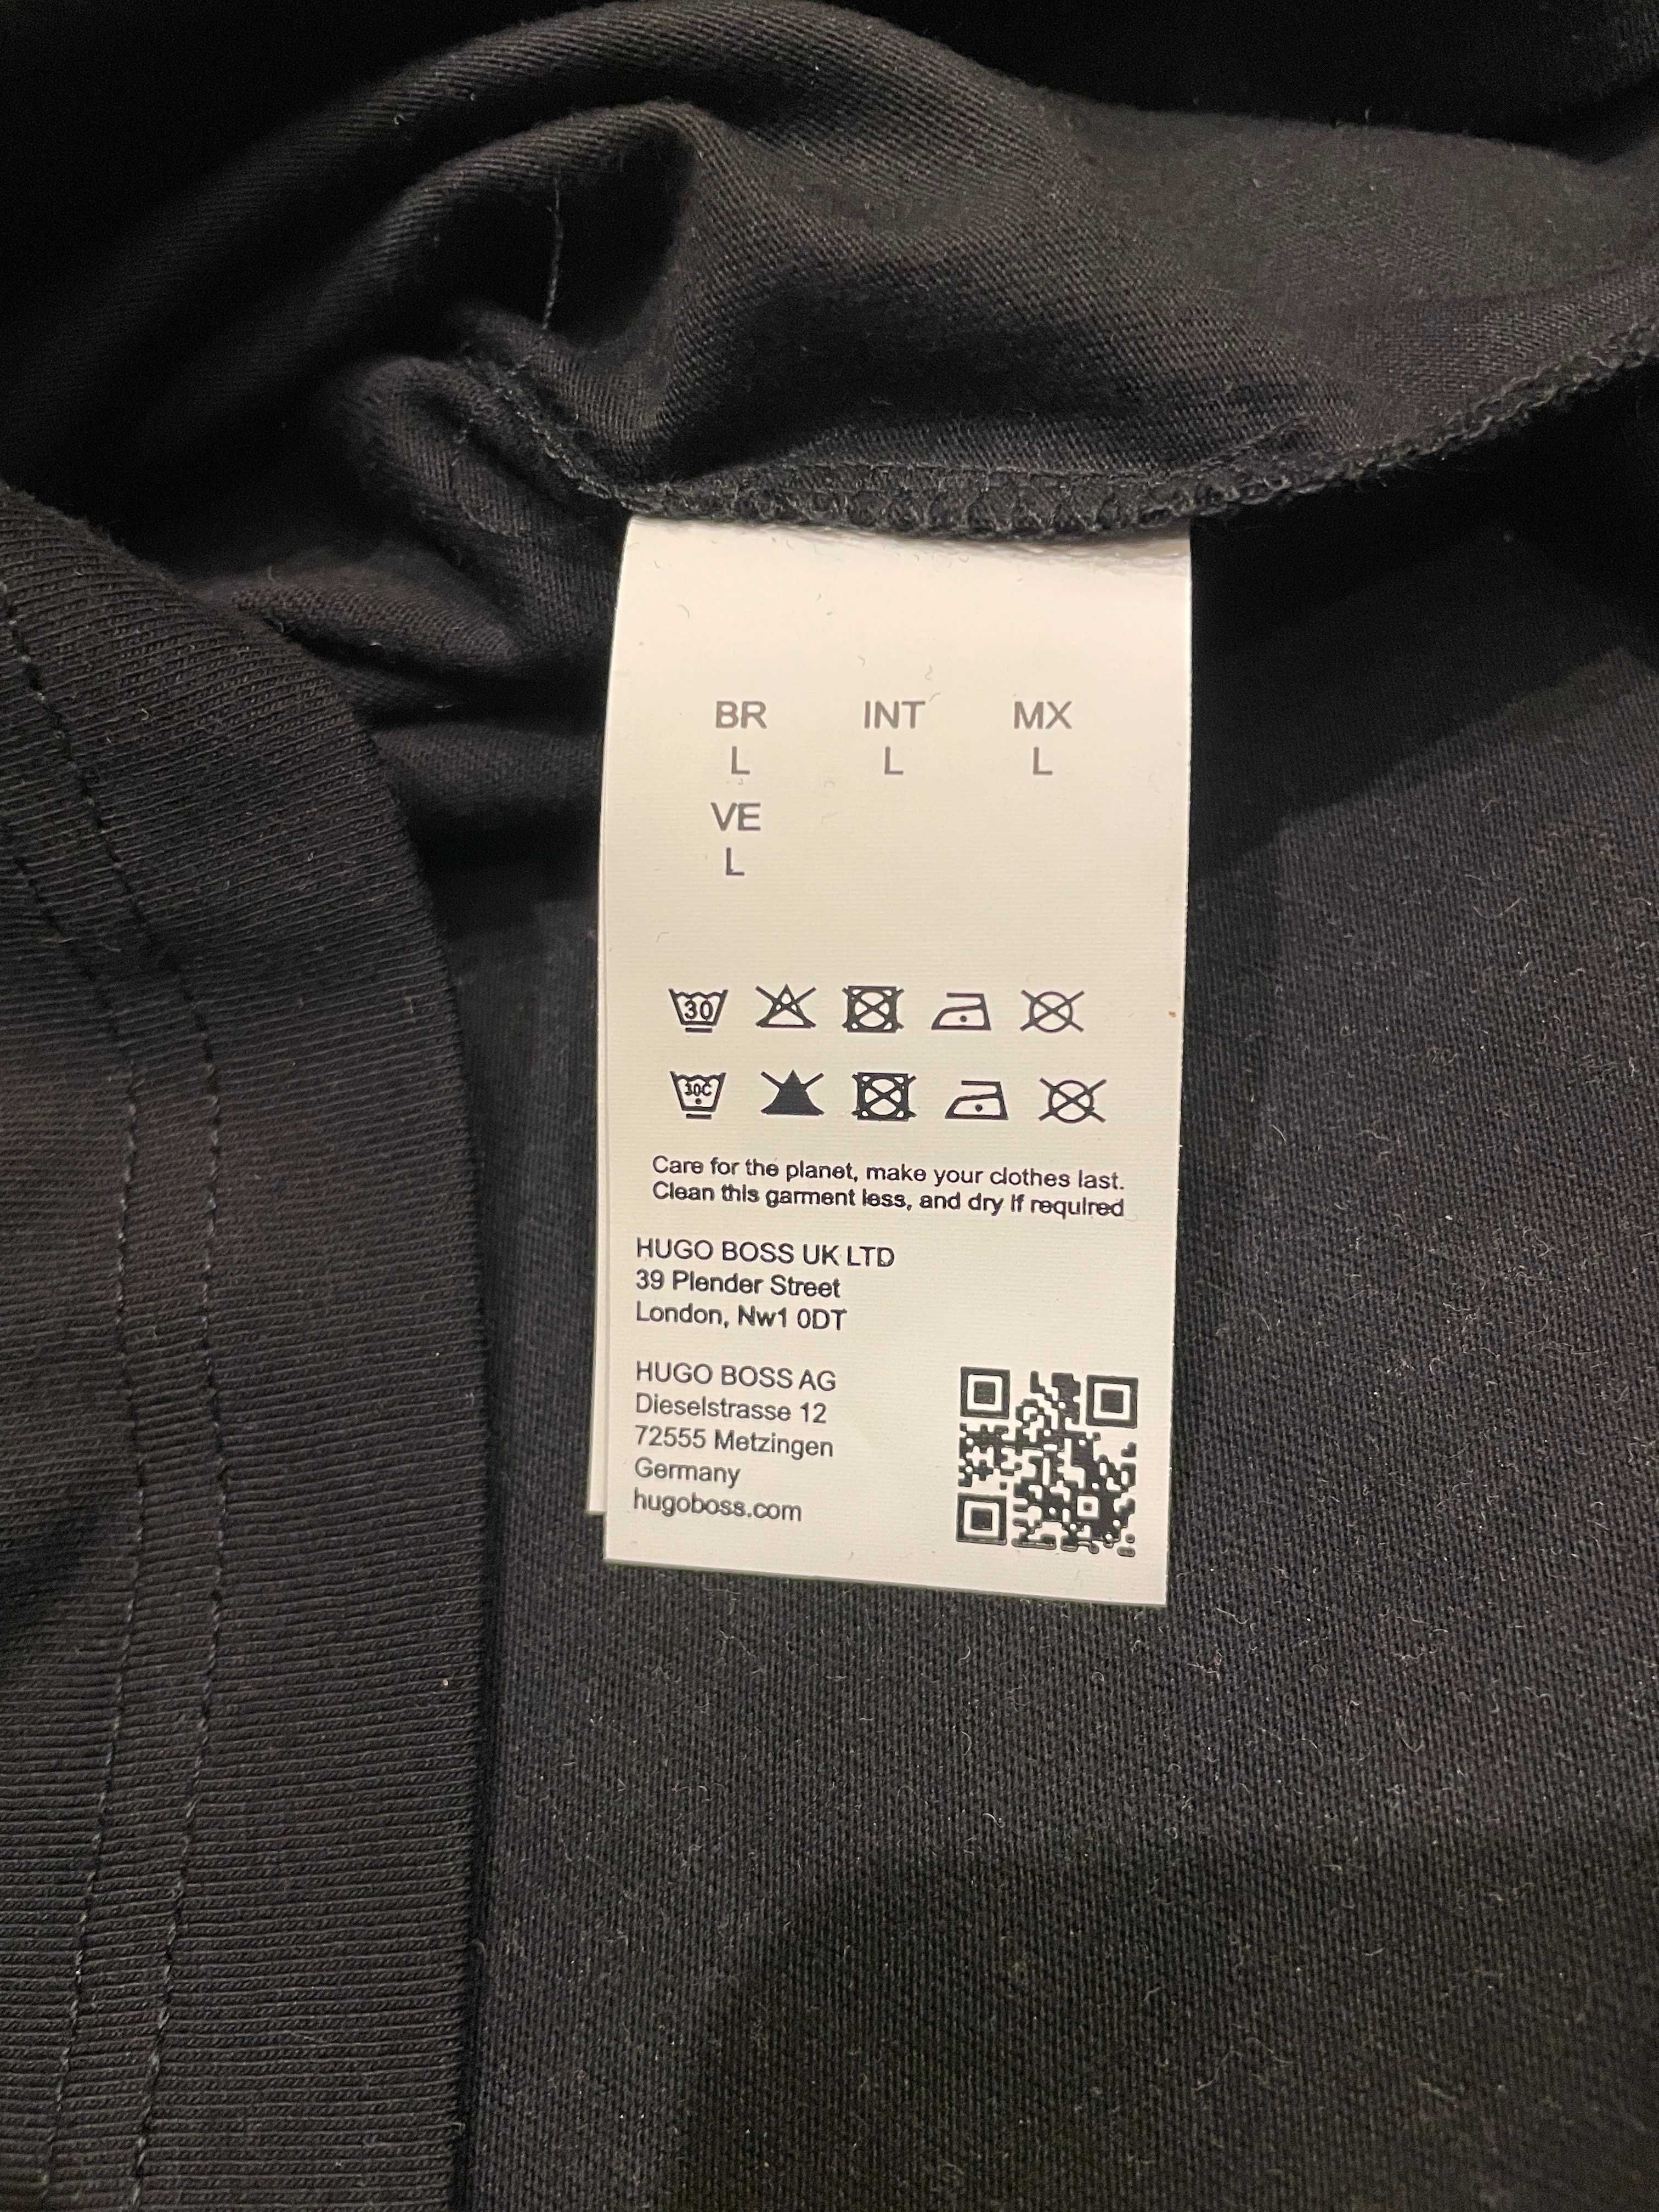 BR INT MX
L L L
VE
L
30
30C
Care for the planet, make your clothes last.
Clean this garment less, and dry if required
HUGO BOSS UK LTD
39 Plender Street
London, Nw1 0DT
HUGO BOSS AG
Dieselstrasse 12
72555 Metzingen
Germany
hugoboss.com